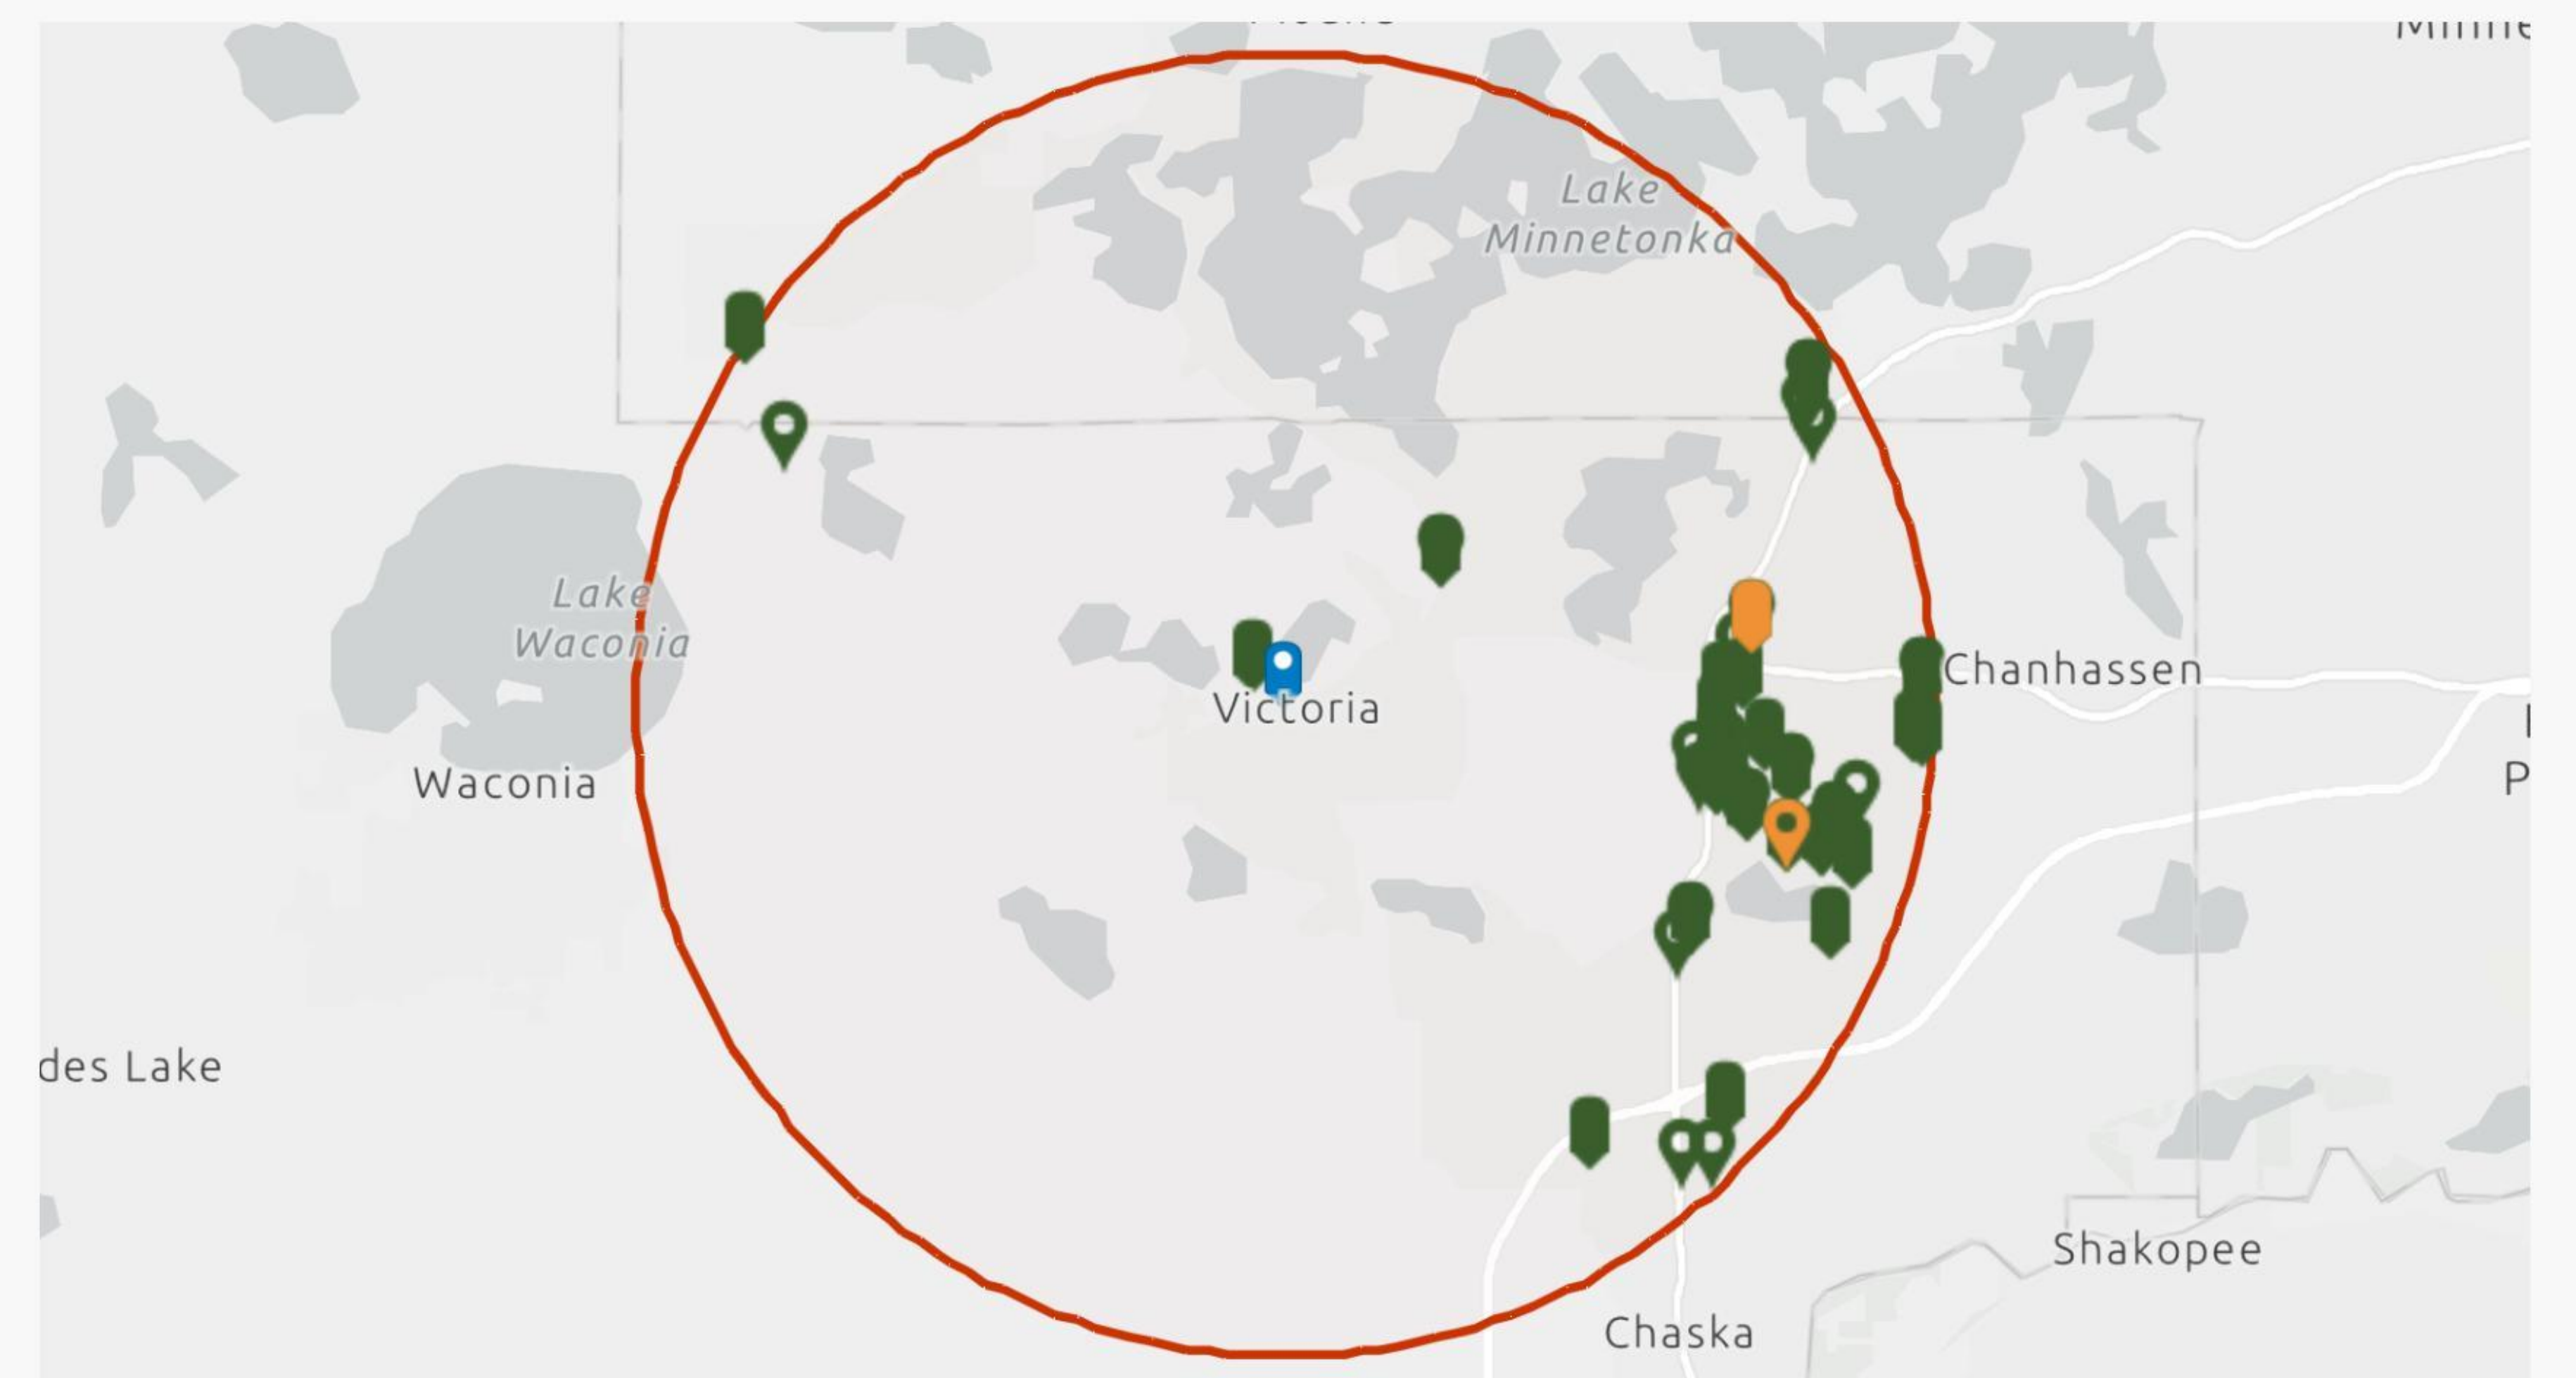 Lake
Minnetonka
Lake
Waconia
Chanhassen
Victoria
Waconia
des Lake
Shakopee
Chaska